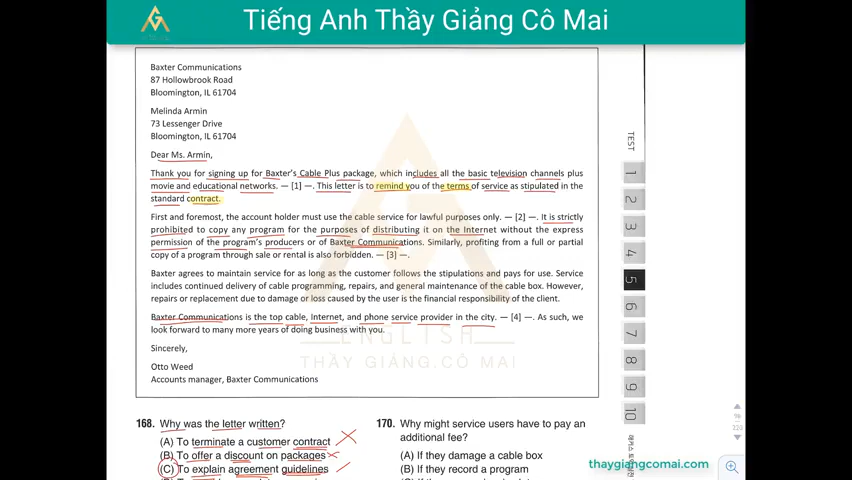 Tiếng Anh Thầy Giảng Cô Mai
Baxter Communications
87 Hollowbrook Road
Bloomington, IL 61704
Melinda Armin
73 Lessenger Drive
Bloomington, IL 61704
Dear Ms. Armin,
Thank you for signing up for Baxter's Cable Plus package, which includes all the basic television channels plus
movie and educational networks. — [1] —. This letter is to remind you of the terms of service as stipulated in the
standard contract.
First and foremost, the account holder must use the cable service for lawful purposes only. — [2] —. It is strictly
prohibited to copy any program for the purposes of distributing it on the Internet without the express
permission of the program's producers or of Baxter Communications. Similarly, profiting from a full or partial
copy of a program through sale or rental is also forbidden. — [3] —.
Baxter agrees to maintain service for as long as the customer follows the stipulations and pays for use. Service
includes continued delivery of cable programming, repairs, and general maintenance of the cable box. However,
repairs or replacement due to damage or loss caused by the user is the financial responsibility of the client.
Baxter Communications is the top cable, Internet, and phone service provider in the city. — [4] —. As such, we
look forward to many more years of doing business with you.
ENGLISH
THẦY GIẢNG.CÔ MAI
Sincerely,
Otto Weed
Accounts manager, Baxter Communications
TEST
1
2
3
4
5
6
7
8
9
10
168. Why was the letter written?
(A) To terminate a customer contract
(B) To offer a discount on packages
(C) To explain agreement guidelines
170. Why might service users have to pay an
additional fee?
(A) If they damage a cable box
(B) If they record a program
thaygiangcomai.com